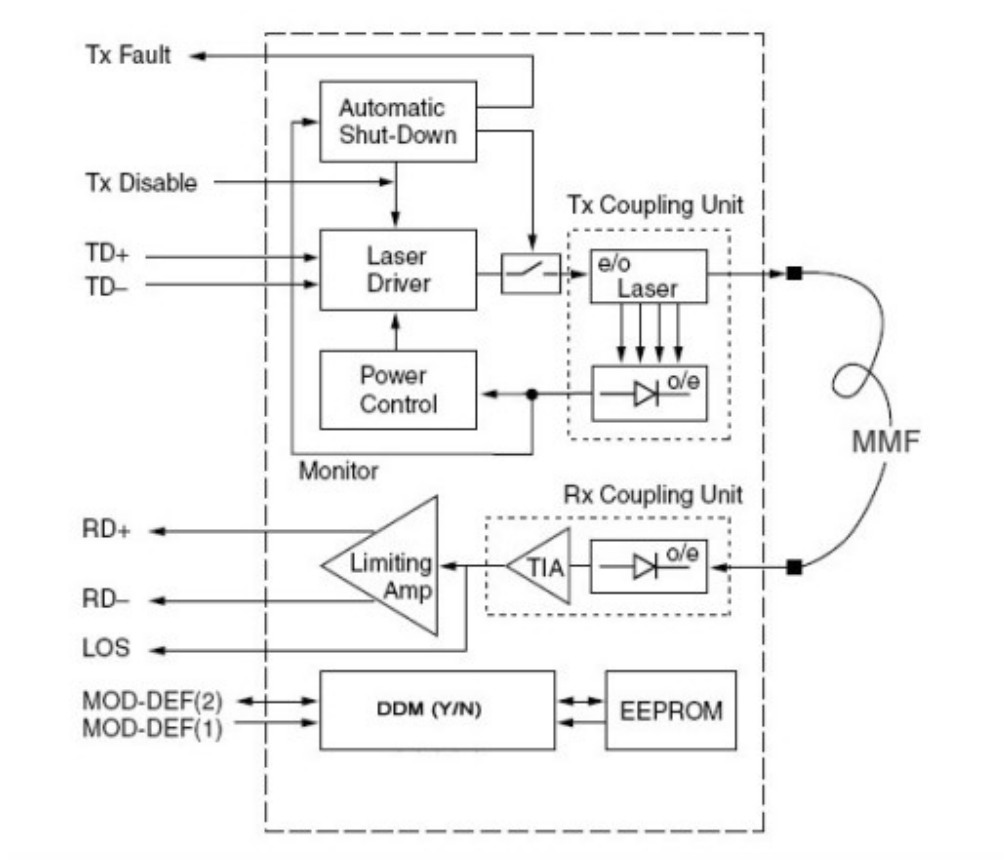 Tx Fault
Automatic
Shut-Down
Tx Disable
Tx Coupling Unit
TD+
TD–
Laser
Driver
e/o
Laser
Power
Control
o/e
MMF
Monitor
Rx Coupling Unit
RD+
Limiting
Amp
TIA
o/e
RD–
LOS
MOD-DEF(2)
MOD-DEF(1)
DDM (Y/N)
EEPROM